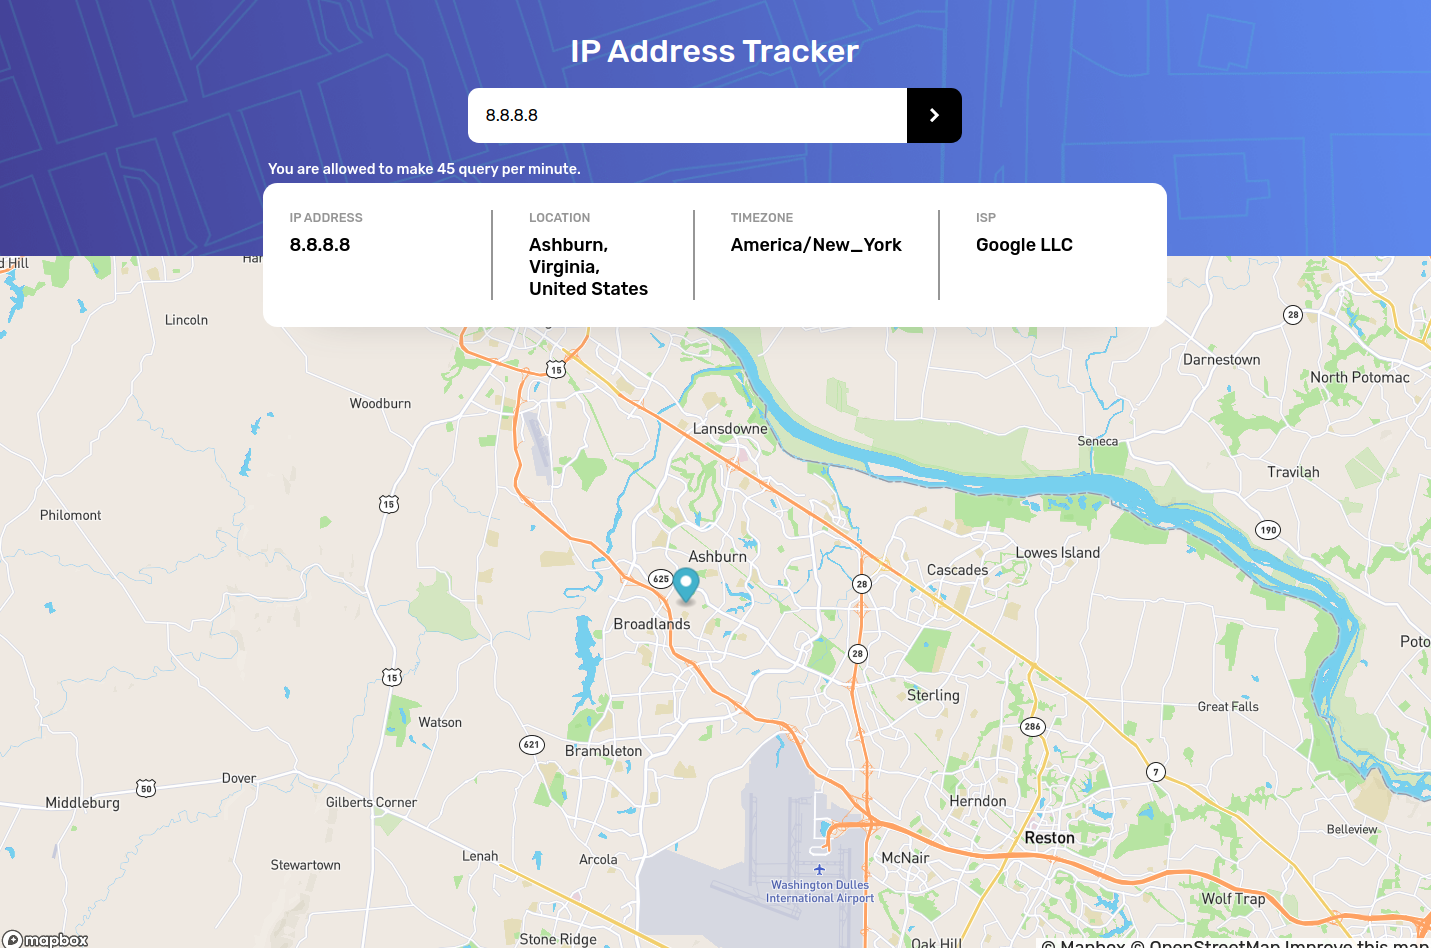 IP Address Tracker
8.8.8.8
You are allowed to make 45 query per minute.
IP ADDRESS
8.8.8.8
LOCATION
Ashburn,
Virginia,
United States
TIMEZONE
America/New_York
ISP
Google LLC
d Hill
Har
Lincoln
28
Darnestown
15
North Potomac
Woodburn
Lansdowne
Seneca
Travilah
15
Philomont
190
Ashburn
Lowes Island
Cascades
625
28
Broadlands
Poto
28
15
Sterling
Great Falls
Watson
286
621
Brambleton
7
Dover
50
Middleburg
Gilberts Corner
Herndon
Belleview
Reston
Lenah
Arcola
McNair
Stewartown
Washington Dulles
International Airport
Wolf Trap
Stone Ridge
Oak Hill
mapbox
© Mapbox © OpenStreetMap Improve this map